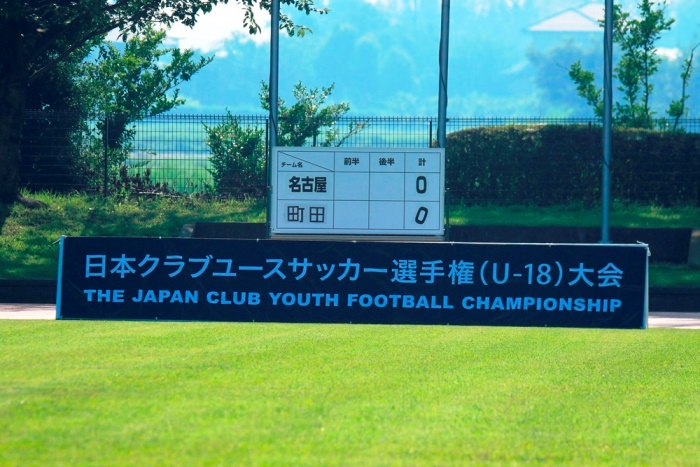 チーム名 前半 後半 計
名古屋 0
町田 0
日本クラブユースサッカー選手権(U-18)大会
THE JAPAN CLUB YOUTH FOOTBALL CHAMPIONSHIP